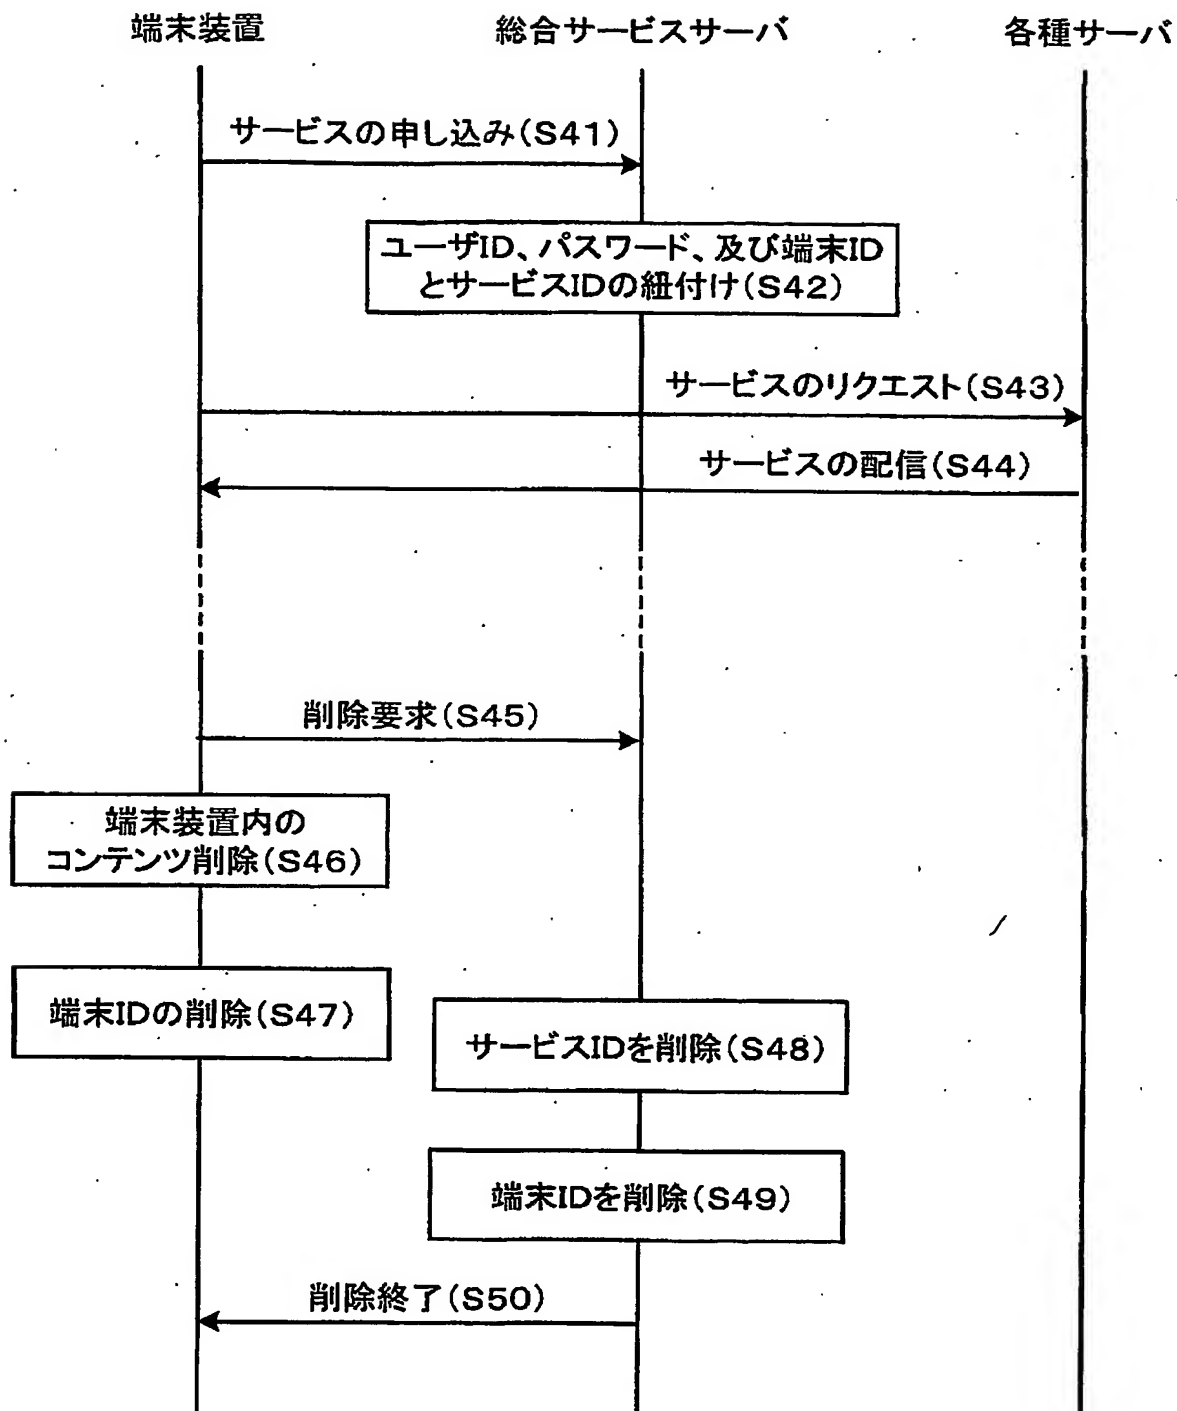 端末装置
総合サービスサーバ
各種サーバ
サービスの申し込み(S41)
ユーザID、パスワード、及び端末ID
とサービスIDの紐付け(S42)
サービスのリクエスト(S43)
サービスの配信(S44)
削除要求(S45)
端末装置内の
コンテンツ削除(S46)
端末IDの削除(S47)
サービスIDを削除(S48)
端末IDを削除(S49)
削除終了(S50)